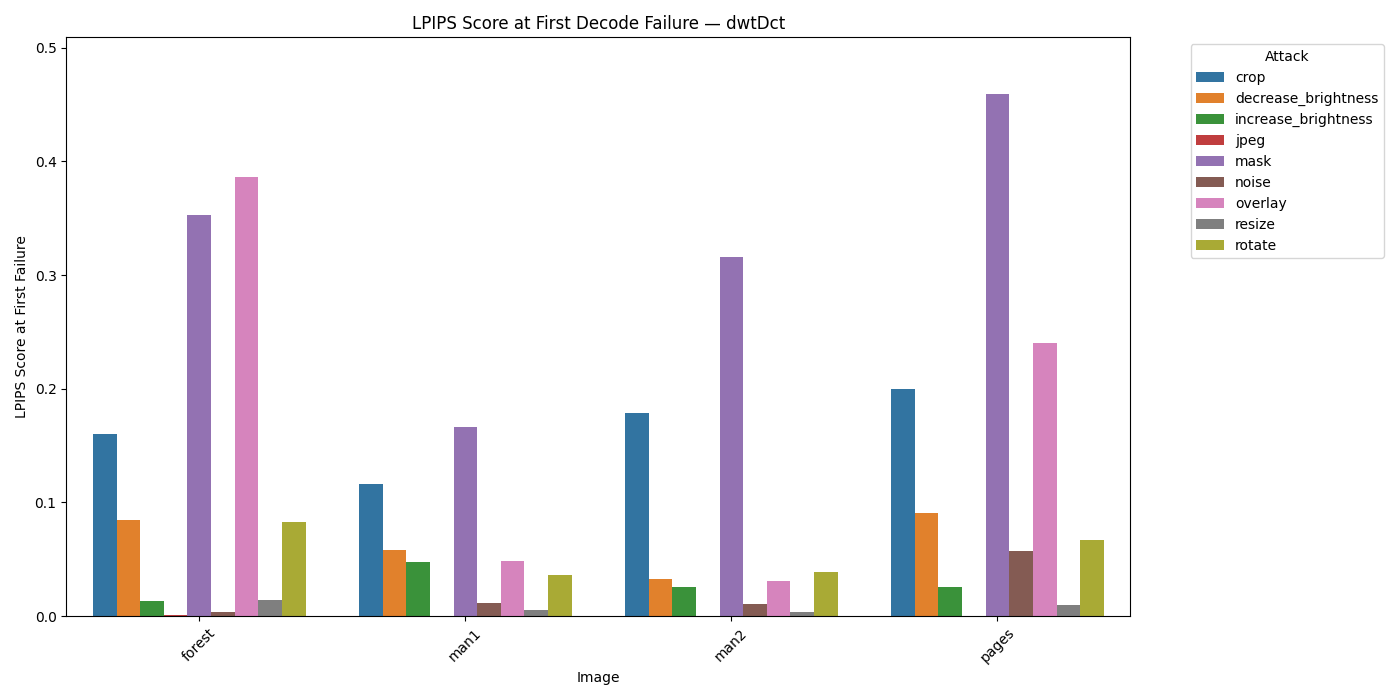 LPIPS Score at First Decode Failure — dwtDct
LPIPS Score at First Failure
0.5
0.4
0.3
0.2
0.1
0.0
forest
man1
man2
pages
Image
Attack
crop
decrease_brightness
increase_brightness
jpeg
mask
noise
overlay
resize
rotate